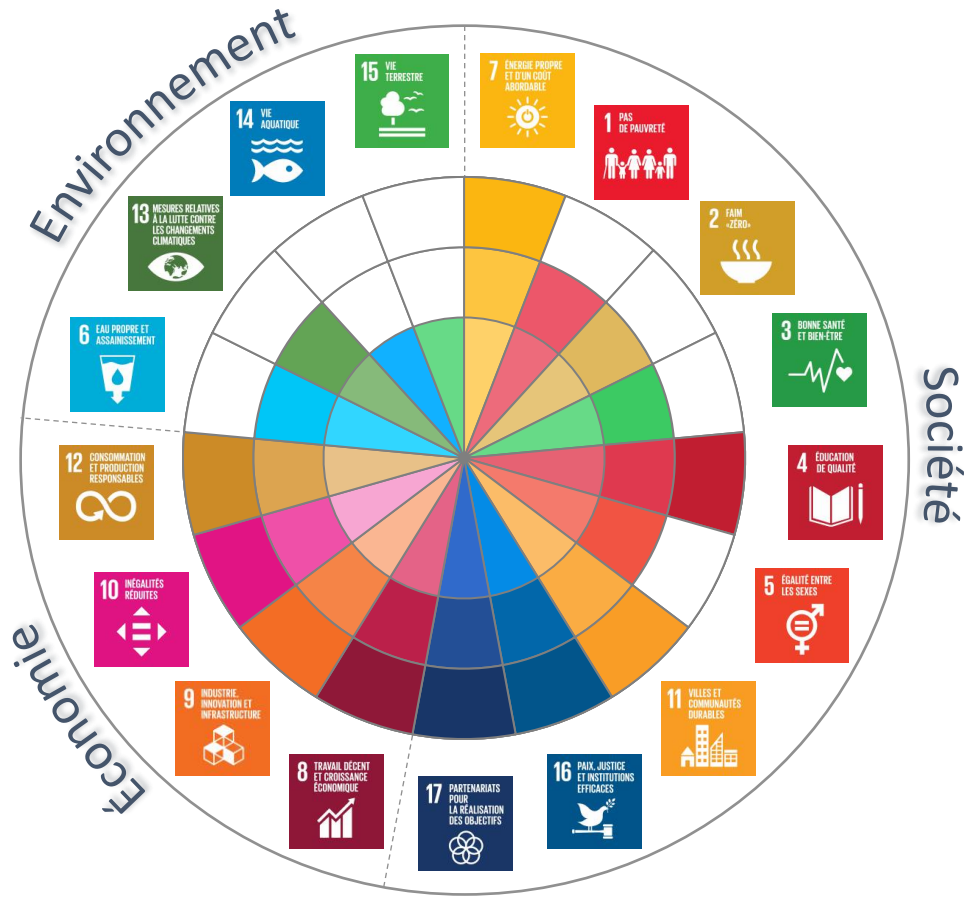 Environnement
15 VIE
TERRESTRE
7 ÉNERGIE PROPRE
ET D'UN COÛT
ABORDABLE
14 VIE
AQUATIQUE
1 PAS
DE PAUVRETÉ
13 MESURES RELATIVES
À LA LUTTE CONTRE
LES CHANGEMENTS
CLIMATIQUES
2 FAIM
«ZÉRO»
6 EAU PROPRE ET
ASSAINISSEMENT
3 BONNE SANTÉ
ET BIEN-ÊTRE
Société
12 CONSOMMATION
ET PRODUCTION
RESPONSABLES
4 ÉDUCATION
DE QUALITÉ
10 INÉGALITÉS
RÉDUITES
5 ÉGALITÉ ENTRE
LES SEXES
Économie
9 INDUSTRIE,
INNOVATION ET
INFRASTRUCTURE
11 VILLES ET
COMMUNAUTÉS
DURABLES
8 TRAVAIL DÉCENT
ET CROISSANCE
ÉCONOMIQUE
17 PARTENARIATS
POUR
LA RÉALISATION
DES OBJECTIFS
16 PAIX, JUSTICE
ET INSTITUTIONS
EFFICACES